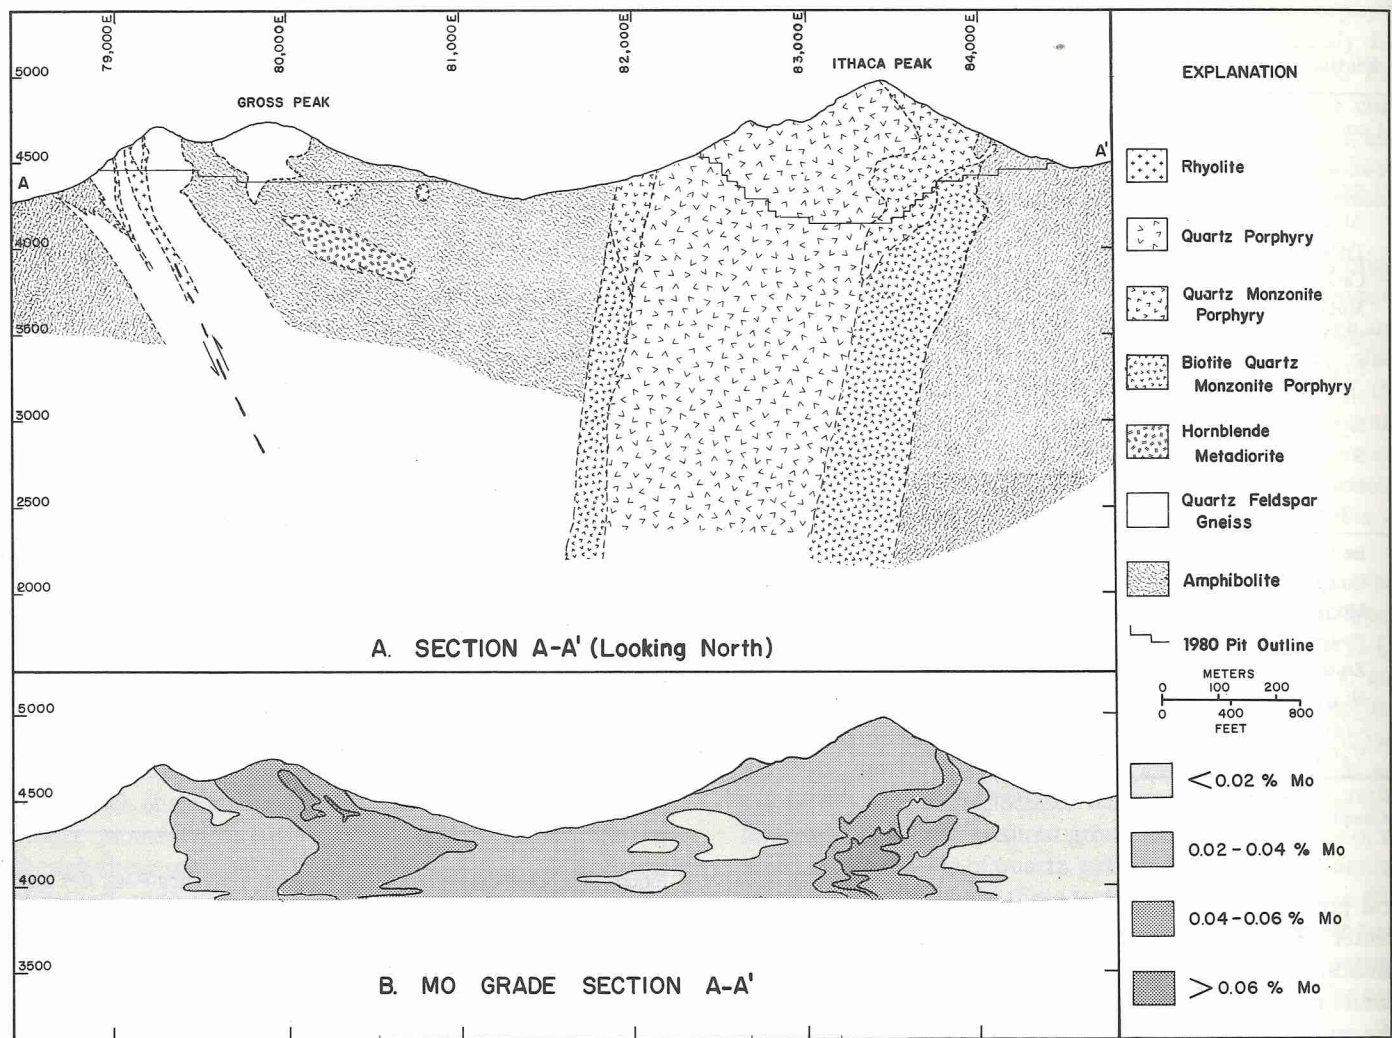 79,000E
80,000E
81,000E
82,000E
83,000E
84,000E
5000
4500
4000
3500
3000
2500
2000
GROSS PEAK
ITHACA PEAK
A
A'
A. SECTION A-A' (Looking North)
5000
4500
4000
3500
B. MO GRADE SECTION A-A'
EXPLANATION
Rhyolite
Quartz Porphyry
Quartz Monzonite
Porphyry
Biotite Quartz
Monzonite Porphyry
Hornblende
Metadiorite
Quartz Feldspar
Gneiss
Amphibolite
1980 Pit Outline
METERS
0 100 200
0 400 800
FEET
<0.02 % Mo
0.02-0.04 % Mo
0.04-0.06 % Mo
>0.06 % Mo